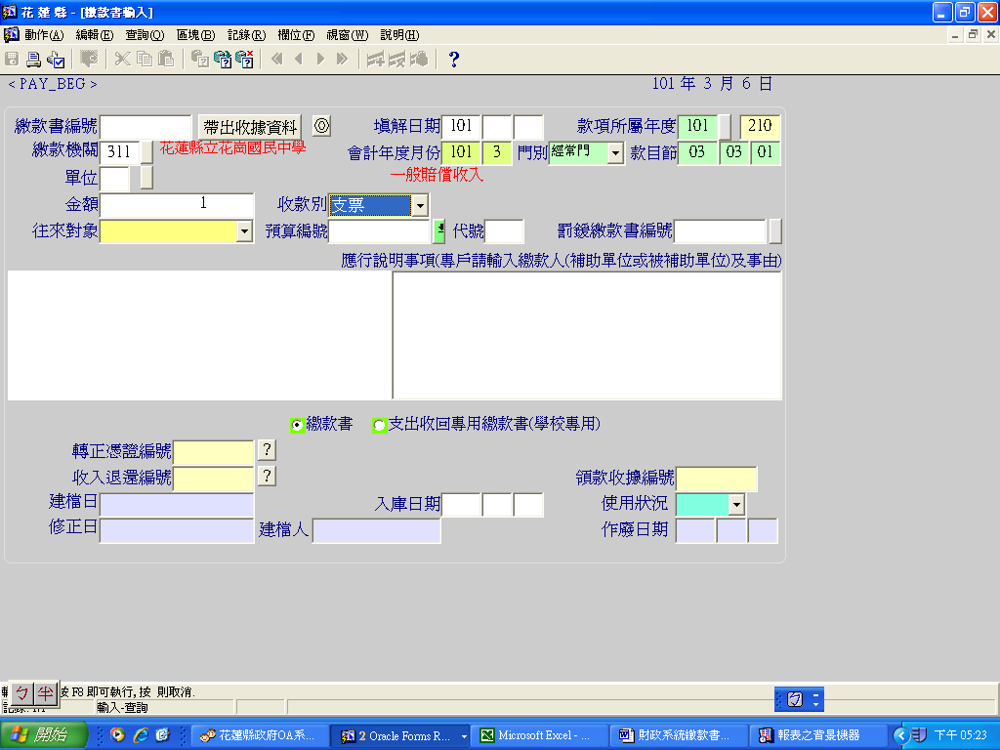 花 蓮 縣 - [繳款書輸入]
動作(A) 編輯(E) 查詢(Q) 區塊(B) 記錄(R) 欄位(F) 視窗(W) 說明(H)
< PAY_BEG > 101 年 3 月 6 日
繳款書編號 帶出收據資料 ◎ 填解日期 101 款項所屬年度 101 210
繳款機關 311 花蓮縣立花崗國民中學 會計年度月份 101 3 門別 經常門 款目節 03 03 01
單位 一般賠償收入
金額 1 收款別 支票
往來對象 預算編號 代號 罰鍰繳款書編號
應行說明事項(專戶請輸入繳款人(補助單位或被補助單位)及事由)
繳款書 支出收回專用繳款書(學校專用)
轉正憑證編號 ?
收入退還編號 ? 領款收據編號
建檔日 入庫日期 使用狀況
修正日 建檔人 作廢日期
ㄅ 半 按 F8 即可執行,按 則取消.
輸入-查詢
開始 花蓮縣政府OA系... 2 Oracle Forms R... Microsoft Excel - ... 財政系統繳款書... 報表之背景機器 下午 05:23